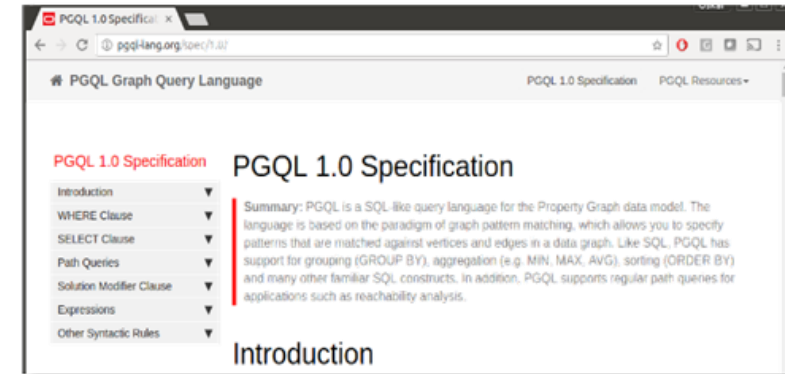 PGQL 1.0 Specificat ×
Oskar
pgql-lang.org/spec/1.0/
PGQL Graph Query Language
PGQL 1.0 Specification
PGQL Resources
PGQL 1.0 Specification
Introduction
WHERE Clause
SELECT Clause
Path Queries
Solution Modifier Clause
Expressions
Other Syntactic Rules
PGQL 1.0 Specification
Summary: PGQL is a SQL-like query language for the Property Graph data model. The
language is based on the paradigm of graph pattern matching, which allows you to specify
patterns that are matched against vertices and edges in a data graph. Like SQL, PGQL has
support for grouping (GROUP BY), aggregation (e.g. MIN, MAX, AVG), sorting (ORDER BY)
and many other familiar SQL constructs. In addition, PGQL supports regular path queries for
applications such as reachability analysis.
Introduction